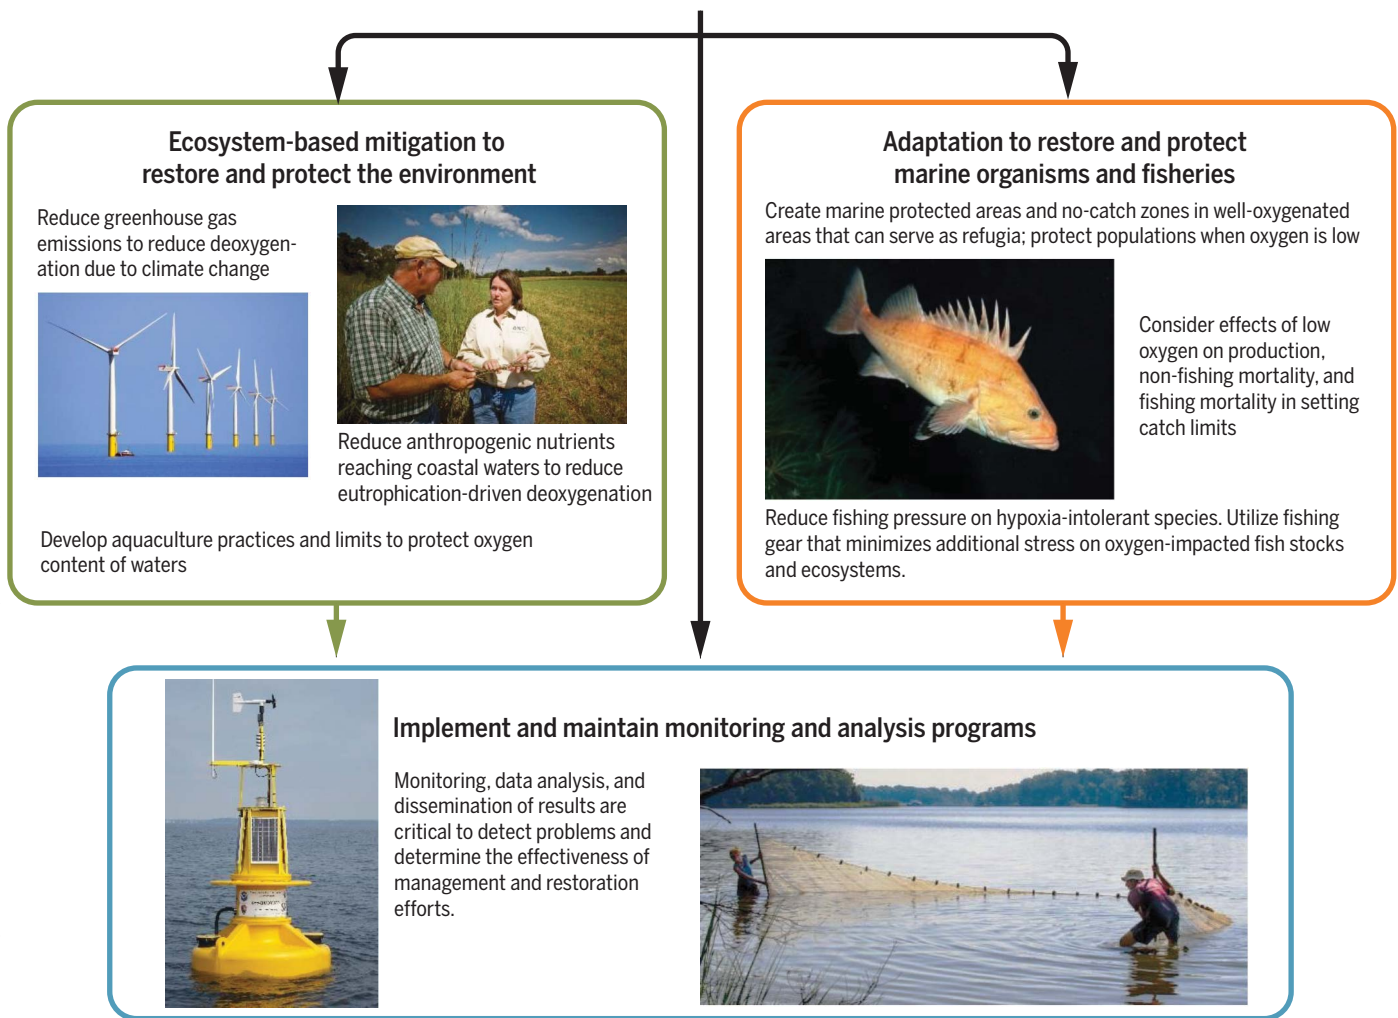 Ecosystem-based mitigation to
restore and protect the environment
Reduce greenhouse gas
emissions to reduce deoxygen-
ation due to climate change
Reduce anthropogenic nutrients
reaching coastal waters to reduce
eutrophication-driven deoxygenation
Develop aquaculture practices and limits to protect oxygen
content of waters
Adaptation to restore and protect
marine organisms and fisheries
Create marine protected areas and no-catch zones in well-oxygenated
areas that can serve as refugia; protect populations when oxygen is low
Consider effects of low
oxygen on production,
non-fishing mortality, and
fishing mortality in setting
catch limits
Reduce fishing pressure on hypoxia-intolerant species. Utilize fishing
gear that minimizes additional stress on oxygen-impacted fish stocks
and ecosystems.
Implement and maintain monitoring and analysis programs
Monitoring, data analysis, and
dissemination of results are
critical to detect problems and
determine the effectiveness of
management and restoration
efforts.